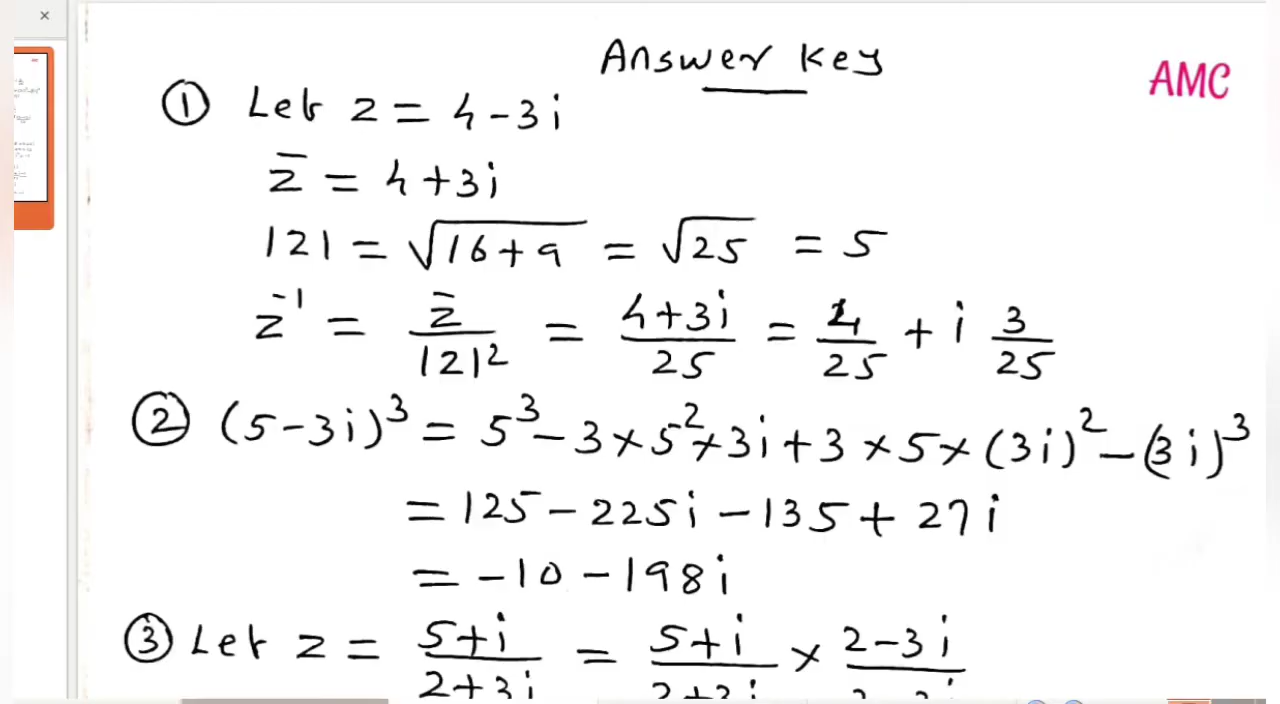 Answer Key
AMC
① Let z = 4 - 3i
z̅ = 4 + 3i
|z| = √(16 + 9) = √25 = 5
z⁻¹ = z̅/|z|² = (4 + 3i)/25 = 4/25 + i 3/25
② (5 - 3i)³ = 5³ - 3 × 5² × 3i + 3 × 5 × (3i)² - (3i)³
= 125 - 225i - 135 + 27i
= -10 - 198i
③ Let z = (5 + i)/(2 + 3i) = (5 + i)/(2 + 3i) × (2 - 3i)/